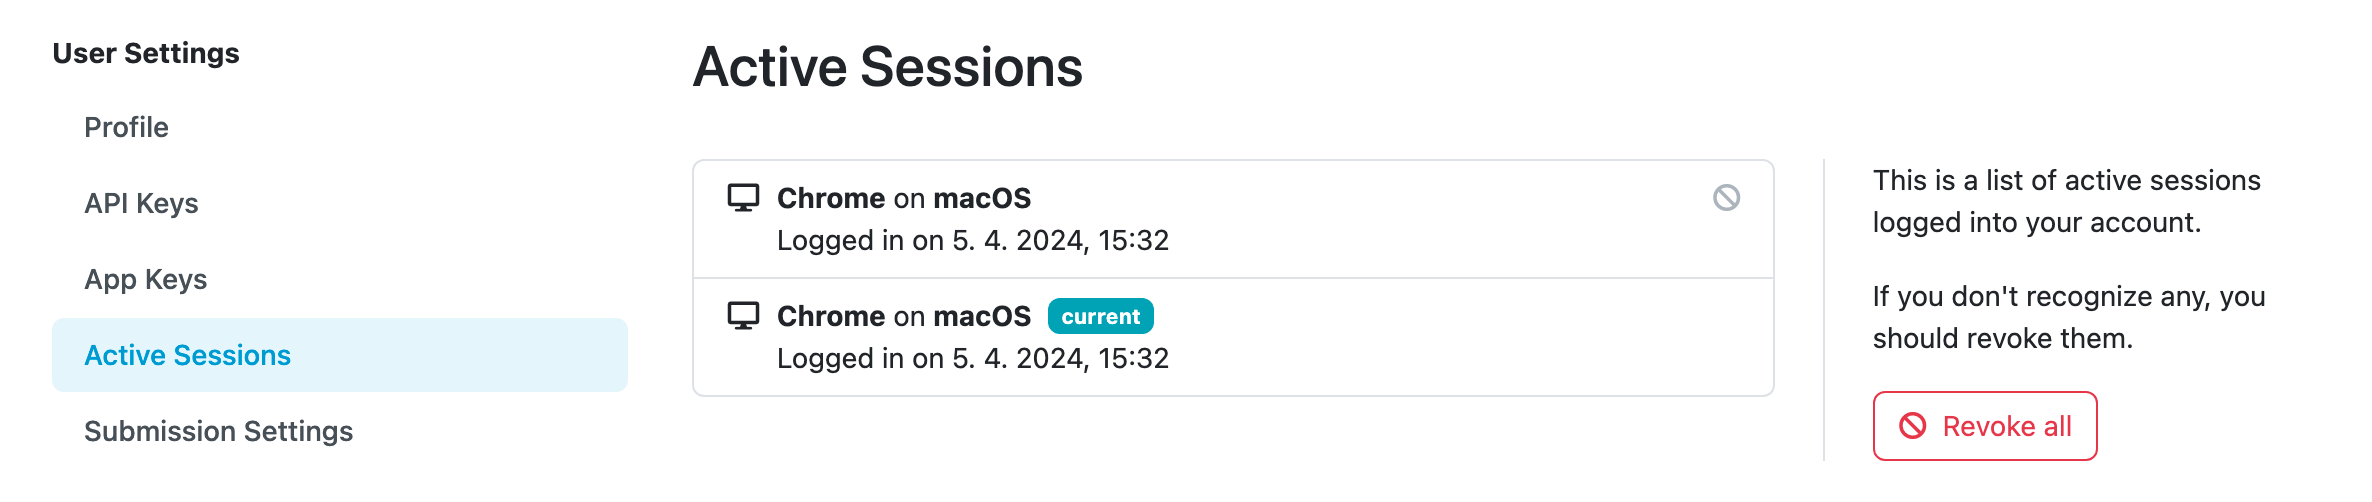 User Settings
Profile
API Keys
App Keys
Active Sessions
Submission Settings
Active Sessions
Chrome on macOS
Logged in on 5. 4. 2024, 15:32
Chrome on macOS current
Logged in on 5. 4. 2024, 15:32
This is a list of active sessions
logged into your account.
If you don't recognize any, you
should revoke them.
Revoke all